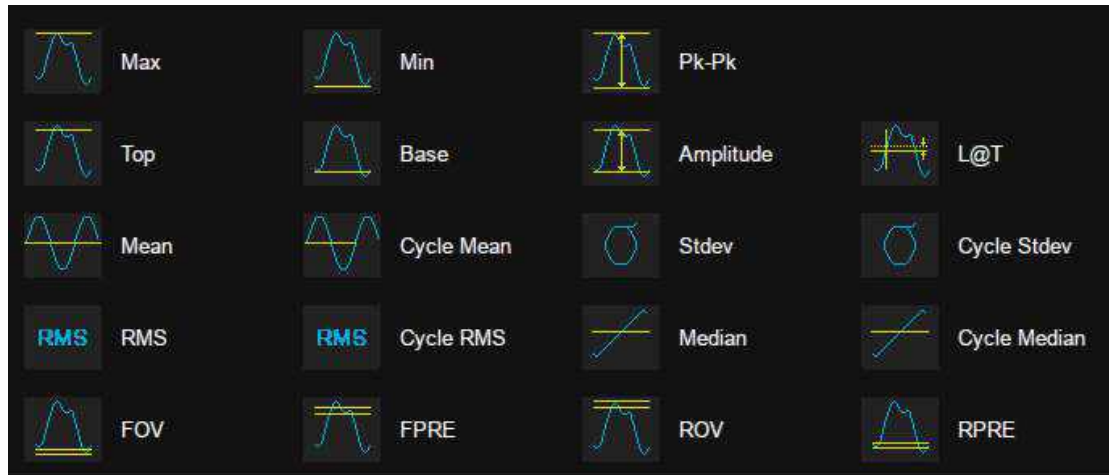 Max Min Pk-Pk
Top Base Amplitude L@T
Mean Cycle Mean Stdev Cycle Stdev
RMS RMS RMS Cycle RMS Median Cycle Median
FOV FPRE ROV RPRE